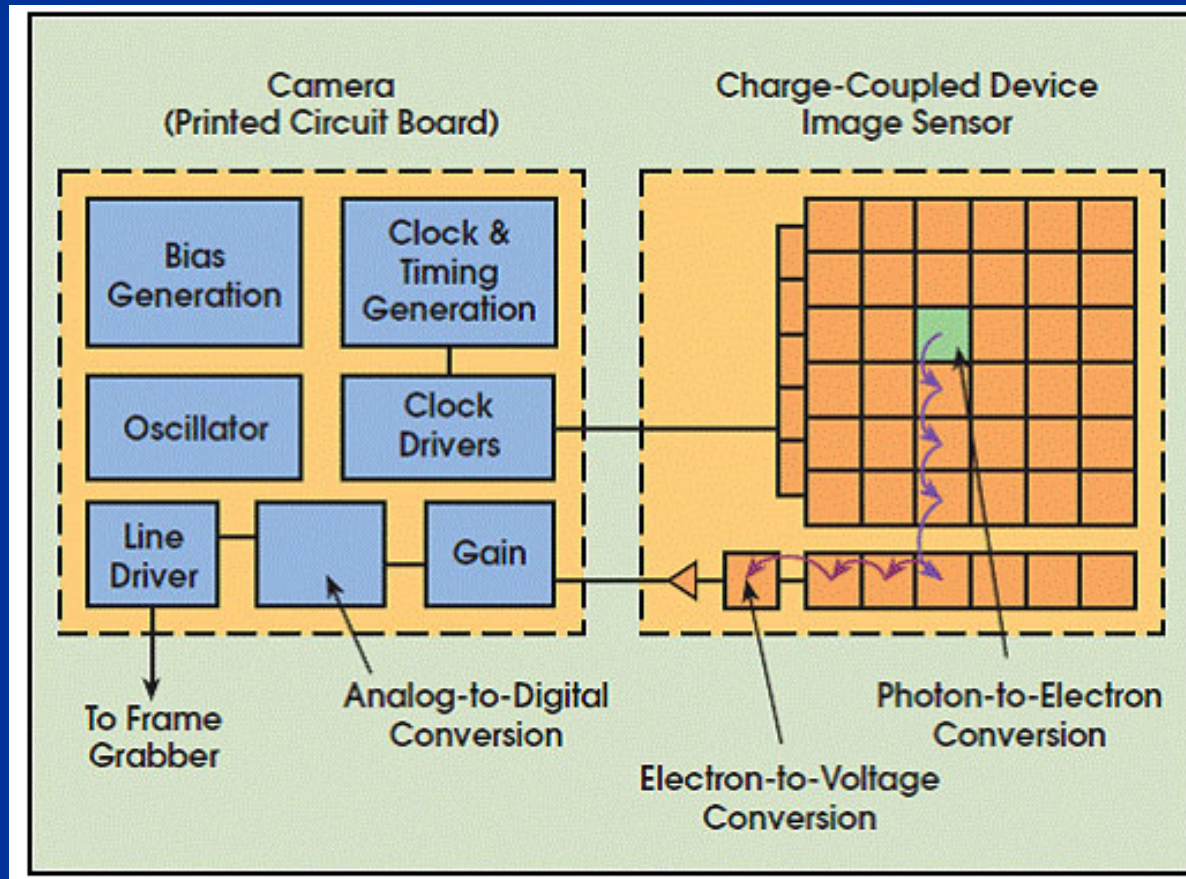 Camera
(Printed Circuit Board)
Charge-Coupled Device
Image Sensor
Bias
Generation
Clock &
Timing
Generation
Oscillator
Clock
Drivers
Line
Driver
Gain
To Frame
Grabber
Analog-to-Digital
Conversion
Electron-to-Voltage
Conversion
Photon-to-Electron
Conversion